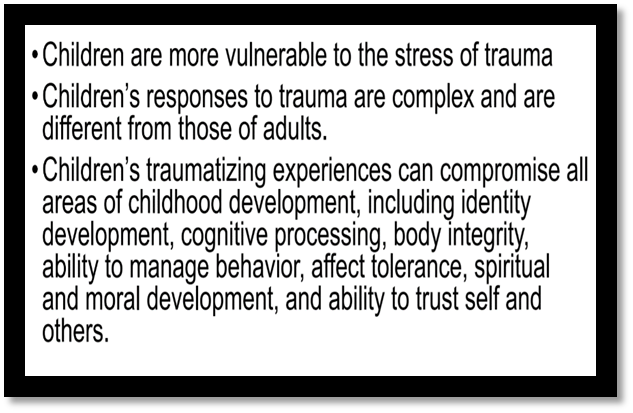 •Children are more vulnerable to the stress of trauma
•Children’s responses to trauma are complex and are
different from those of adults.
•Children’s traumatizing experiences can compromise all
areas of childhood development, including identity
development, cognitive processing, body integrity,
ability to manage behavior, affect tolerance, spiritual
and moral development, and ability to trust self and
others.